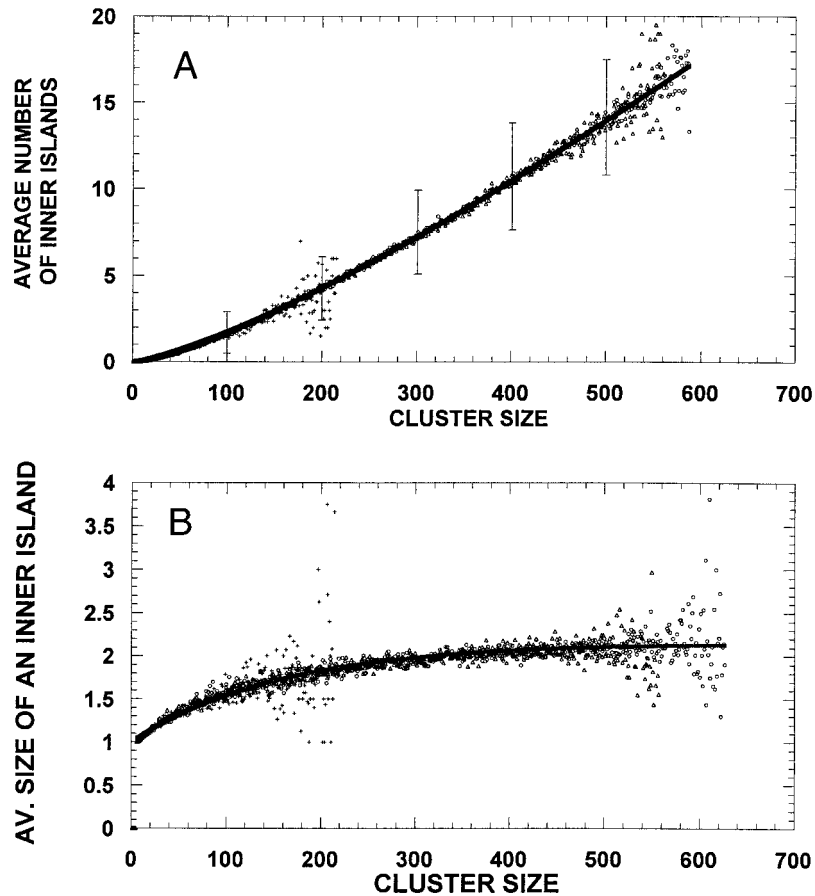 20
15
10
5
0
A
AVERAGE NUMBER
OF INNER ISLANDS
0 100 200 300 400 500 600 700
CLUSTER SIZE
4
3.5
3
2.5
2
1.5
1
0.5
0
B
AV. SIZE OF AN INNER ISLAND
0 100 200 300 400 500 600 700
CLUSTER SIZE